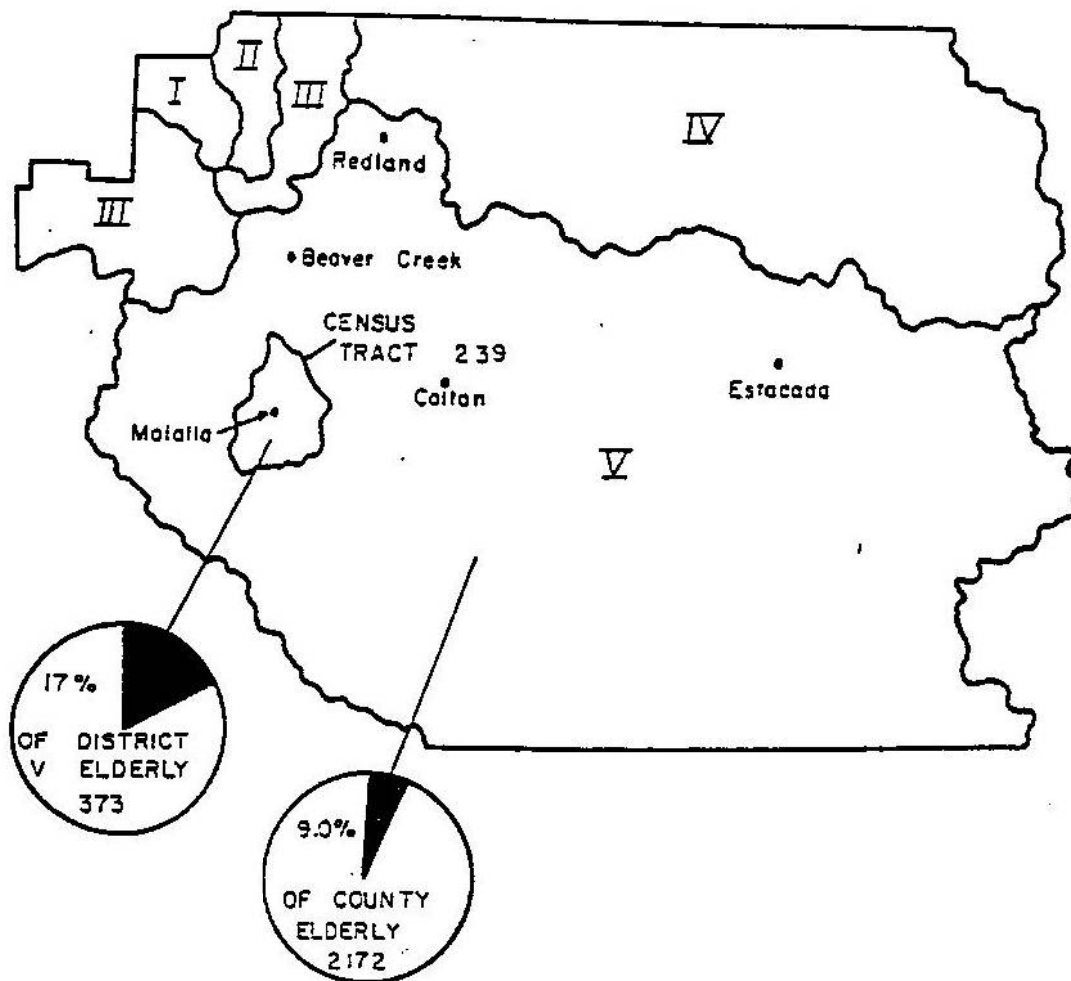 II
I
III
IV
Redland
III
Beaver Creek
CENSUS
TRACT 239
Colton
Estacada
Molalla
V
17%
OF DISTRICT
V ELDERLY
373
9.0%
OF COUNTY
ELDERLY
2172